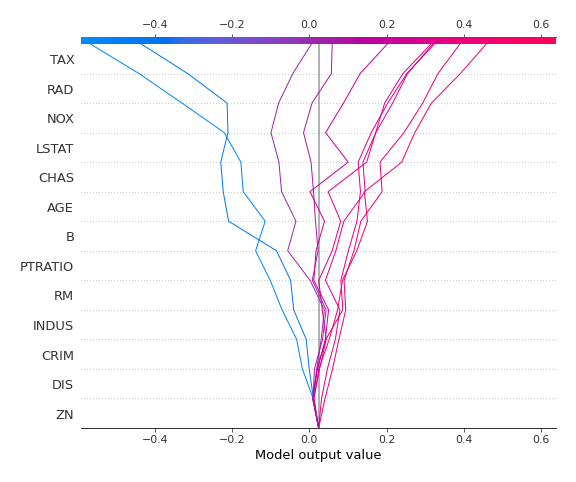 −0.4 −0.2 0.0 0.2 0.4 0.6
TAX
RAD
NOX
LSTAT
CHAS
AGE
B
PTRATIO
RM
INDUS
CRIM
DIS
ZN
−0.4 −0.2 0.0 0.2 0.4 0.6
Model output value